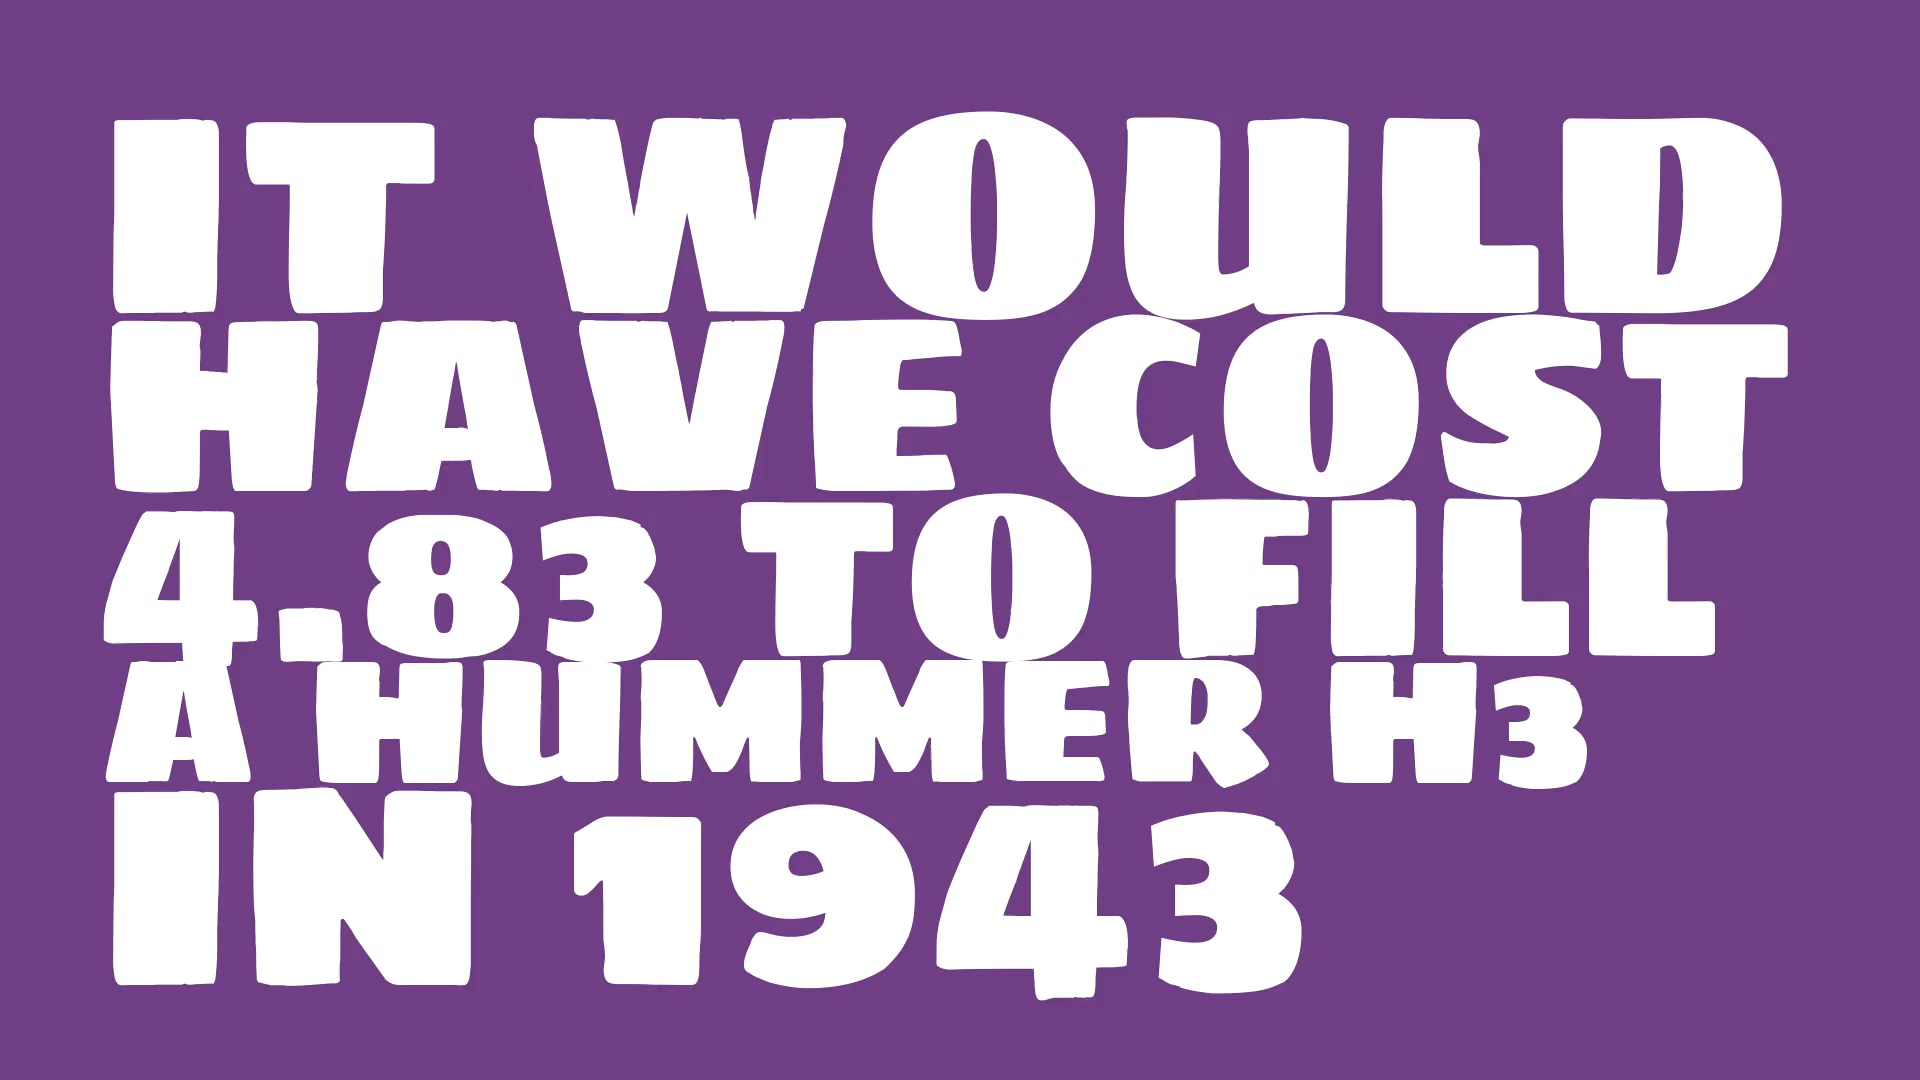 IT WOULD
HAVE COST
4.83 TO FILL
A HUMMER H3
IN 1943